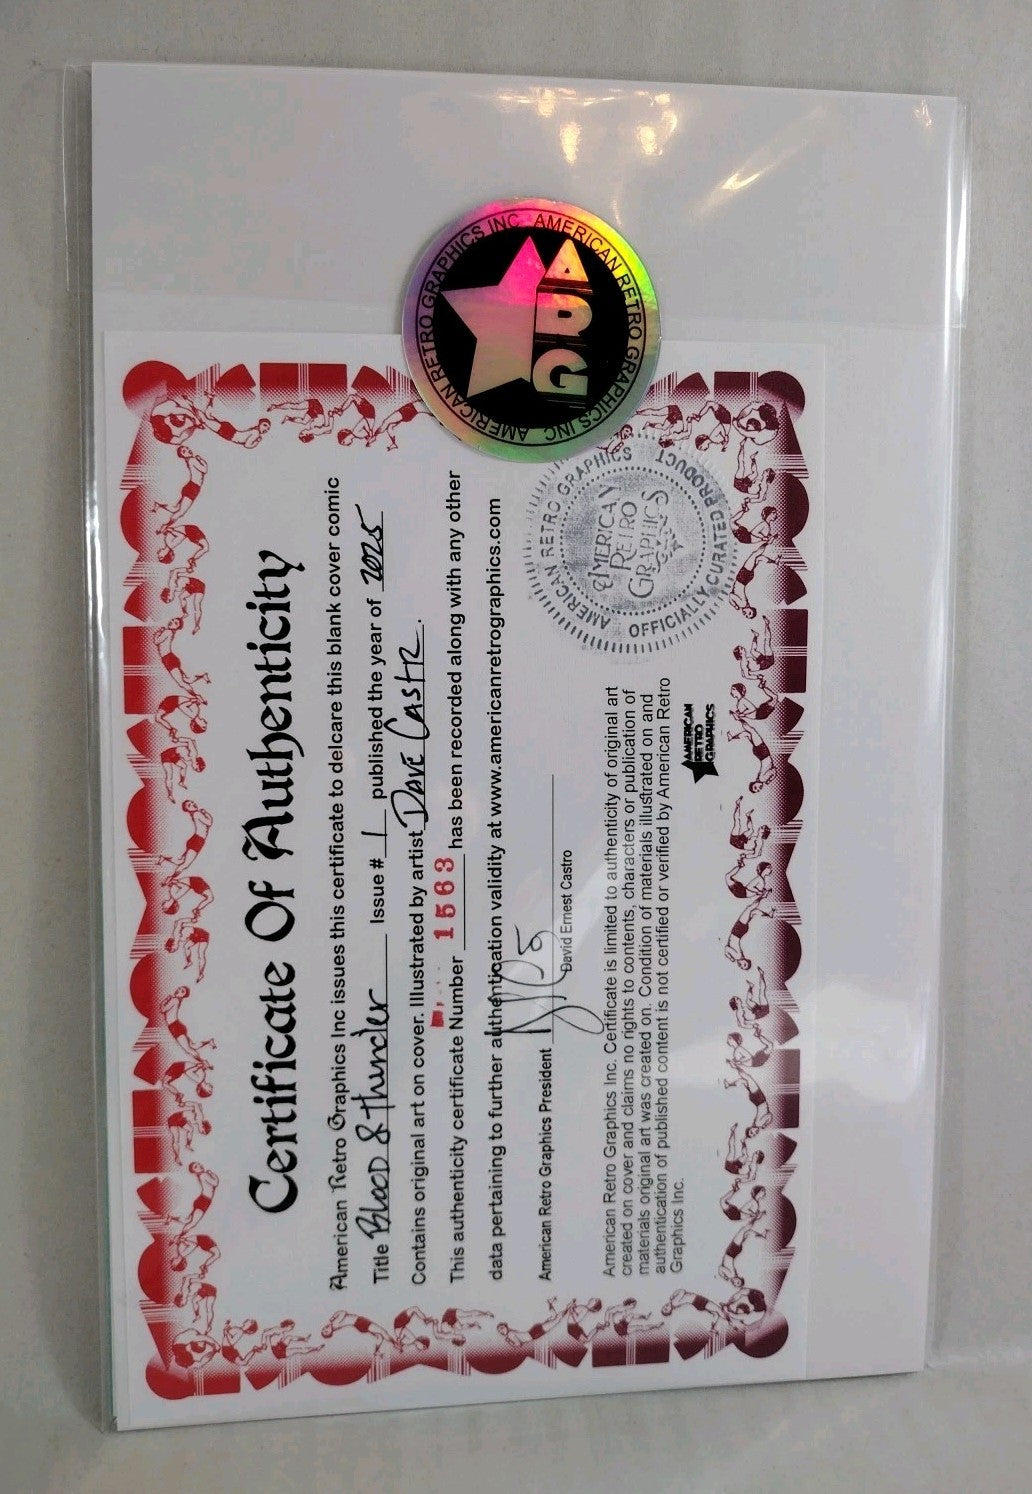 AMERICAN RETRO GRAPHICS INC. AMERICAN RETRO GRAPHICS INC.
ARG
Certificate Of Authenticity
American Retro Graphics Inc issues this certificate to delcare this blank cover comic
Title Blood & Thunder Issue # 1 published the year of 2025
Contains original art on cover. Illustrated by artist Dave Castr.
This authenticity certificate Number 1563 has been recorded along with any other
data pertaining to further authentication validity at www.americanretrographics.com
American Retro Graphics President
David Ernest Castro
AMERICAN RETRO GRAPHICS
OFFICIALLY CURATED PRODUCT
AMERICAN
RETRO
GRAPHICS
American Retro Graphics Inc. Certificate is limited to authenticity of original art
created on cover and claims no rights to contents, characters or publication of
materials original art was created on. Condition of materials illustrated on and
authentication of published content is not certified or verified by American Retro
Graphics Inc.
AMERICAN
RETRO
GRAPHICS